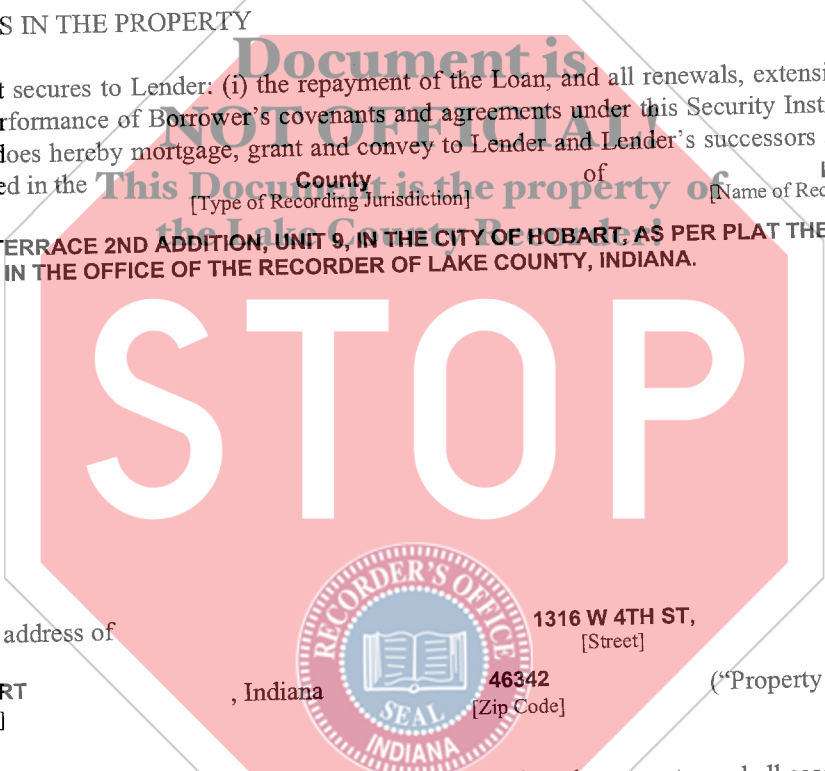 S IN THE PROPERTY
Document is
t secures to Lender: (i) the repayment of the Loan, and all renewals, extensi
NOT OFFICIAL
rformance of Borrower's covenants and agreements under this Security Inst
does hereby mortgage, grant and convey to Lender and Lender's successors
ed in the County of
This Document is the property of
[Type of Recording Jurisdiction] [Name of Rec
the Lake County Recorder!
TERRACE 2ND ADDITION, UNIT 9, IN THE CITY OF HOBART, AS PER PLAT THE
IN THE OFFICE OF THE RECORDER OF LAKE COUNTY, INDIANA.
STOP
RECORDER'S OFFICE
address of 1316 W 4TH ST,
[Street]
RT , Indiana 46342 ("Property
] [Zip Code]
SEAL
INDIANA